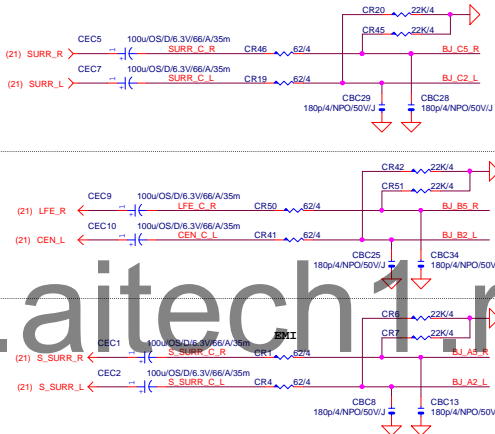 CR20 22K/4
CR45 22K/4
CEC5 100u/OS/D/6.3V/66/A/35m
(21) SURR_R 1 SURR_C_R CR46 62/4 BJ_C5_R
CEC7 100u/OS/D/6.3V/66/A/35m
(21) SURR_L 1 SURR_C_L CR19 62/4 BJ_C2_L
CBC29 CBC28
180p/4/NPO/50V/J 180p/4/NPO/50V/J
CR42 22K/4
CR51 22K/4
CEC9 100u/OS/D/6.3V/66/A/35m
(21) LFE_R 1 LFE_C_R CR50 62/4 BJ_B5_R
CEC10 100u/OS/D/6.3V/66/A/35m
(21) CEN_L 1 CEN_C_L CR41 62/4 BJ_B2_L
CBC25 CBC34
180p/4/NPO/50V/J 180p/4/NPO/50V/J
.aitech1.r
CR6 22K/4
EMI CR7 22K/4
CEC1 100u/OS/D/6.3V/66/A/35m
(21) S_SURR_R 1 S_SURR_C_R CR1 62/4 BJ_A5_R
CEC2 100u/OS/D/6.3V/66/A/35m
(21) S_SURR_L 1 S_SURR_C_L CR4 62/4 BJ_A2_L
CBC8 CBC13
180p/4/NPO/50V/J 180p/4/NPO/50V